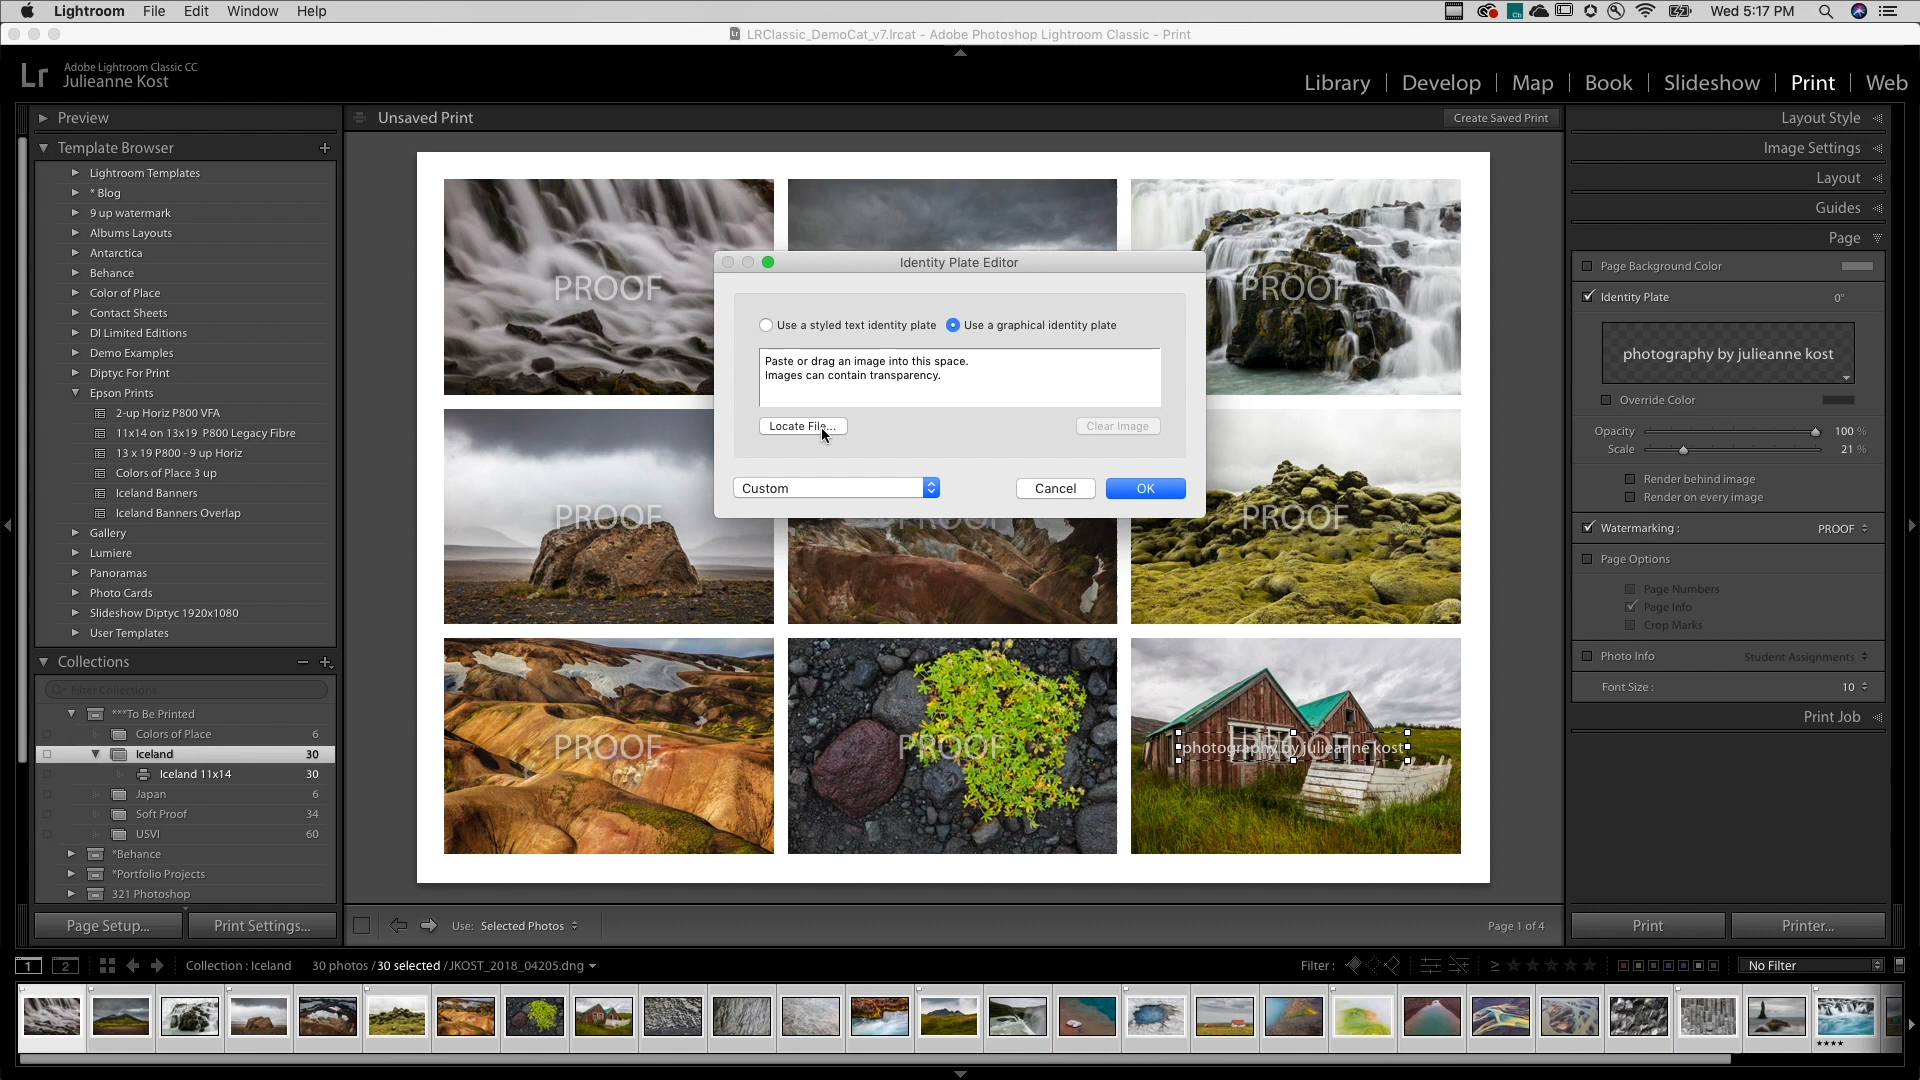 Lightroom File Edit Window Help
Wed 5:17 PM
LRClassic_DemoCat_v7.lrcat - Adobe Photoshop Lightroom Classic - Print
Lr
Adobe Lightroom Classic CC
Julieanne Kost
Library | Develop | Map | Book | Slideshow | Print | Web
Preview
Template Browser
Lightroom Templates
* Blog
9 up watermark
Albums Layouts
Antarctica
Behance
Color of Place
Contact Sheets
DI Limited Editions
Demo Examples
Diptyc For Print
Epson Prints
2-up Horiz P800 VFA
11x14 on 13x19 P800 Legacy Fibre
13 x 19 P800 - 9 up Horiz
Colors of Place 3 up
Iceland Banners
Iceland Banners Overlap
Gallery
Lumiere
Panoramas
Photo Cards
Slideshow Diptyc 1920x1080
User Templates
Collections
Filter Collections
***To Be Printed
Colors of Place 6
Iceland 30
Iceland 11x14 30
Japan 6
Soft Proof 34
USVI 60
*Behance
*Portfolio Projects
321 Photoshop
Page Setup... Print Settings...
Unsaved Print
Create Saved Print
PROOF
PROOF
PROOF
PROOF
PROOF
PROOF
PROOF
PROOF
photography by julieanne kost
Identity Plate Editor
Use a styled text identity plate Use a graphical identity plate
Paste or drag an image into this space.
Images can contain transparency.
Locate File... Clear Image
Custom Cancel OK
Use: Selected Photos
Page 1 of 4
Layout Style
Image Settings
Layout
Guides
Page
Page Background Color
Identity Plate 0°
photography by julieanne kost
Override Color
Opacity 100 %
Scale 21 %
Render behind image
Render on every image
Watermarking : PROOF
Page Options
Page Numbers
Page Info
Crop Marks
Photo Info Student Assignments
Font Size : 10
Print Job
Print Printer...
1 2 Collection : Iceland 30 photos / 30 selected / JKOST_2018_04205.dng
Filter : ≥ No Filter